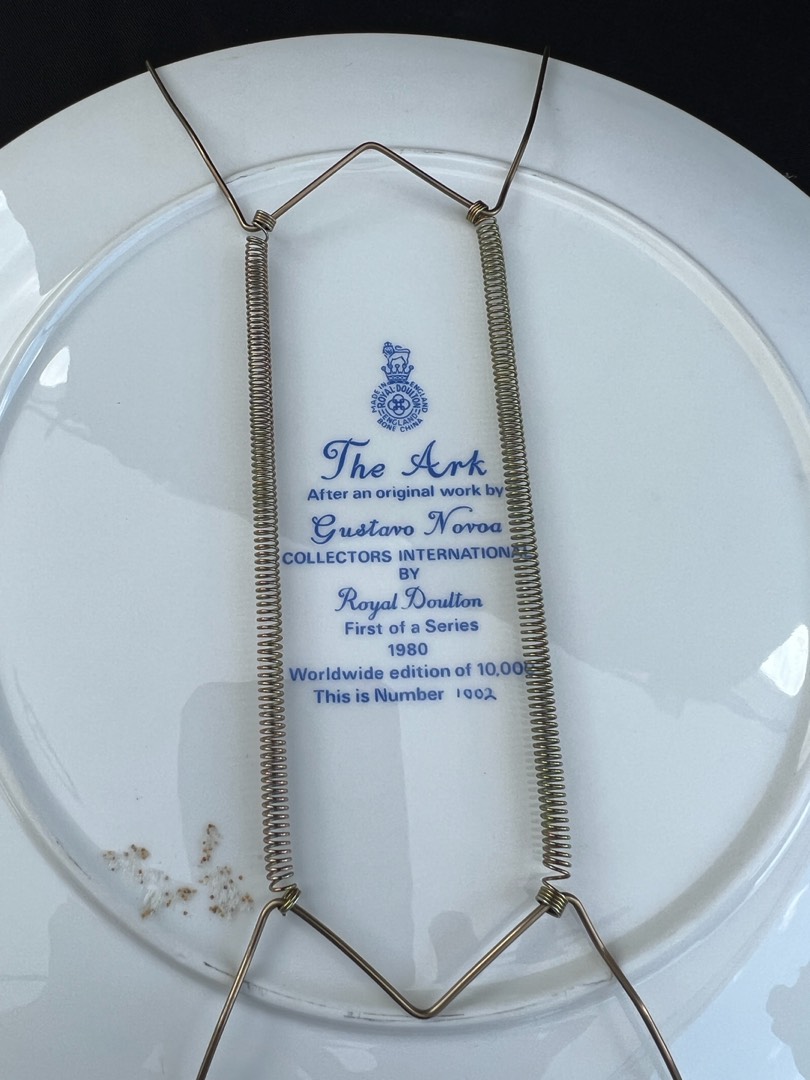 MADE IN ENGLAND
ROYAL·DOULTON
ENGLAND
BONE CHINA
The Ark
After an original work by
Gustavo Novoa
COLLECTORS INTERNATIONAL
BY
Royal Doulton
First of a Series
1980
Worldwide edition of 10,000
This is Number 1002